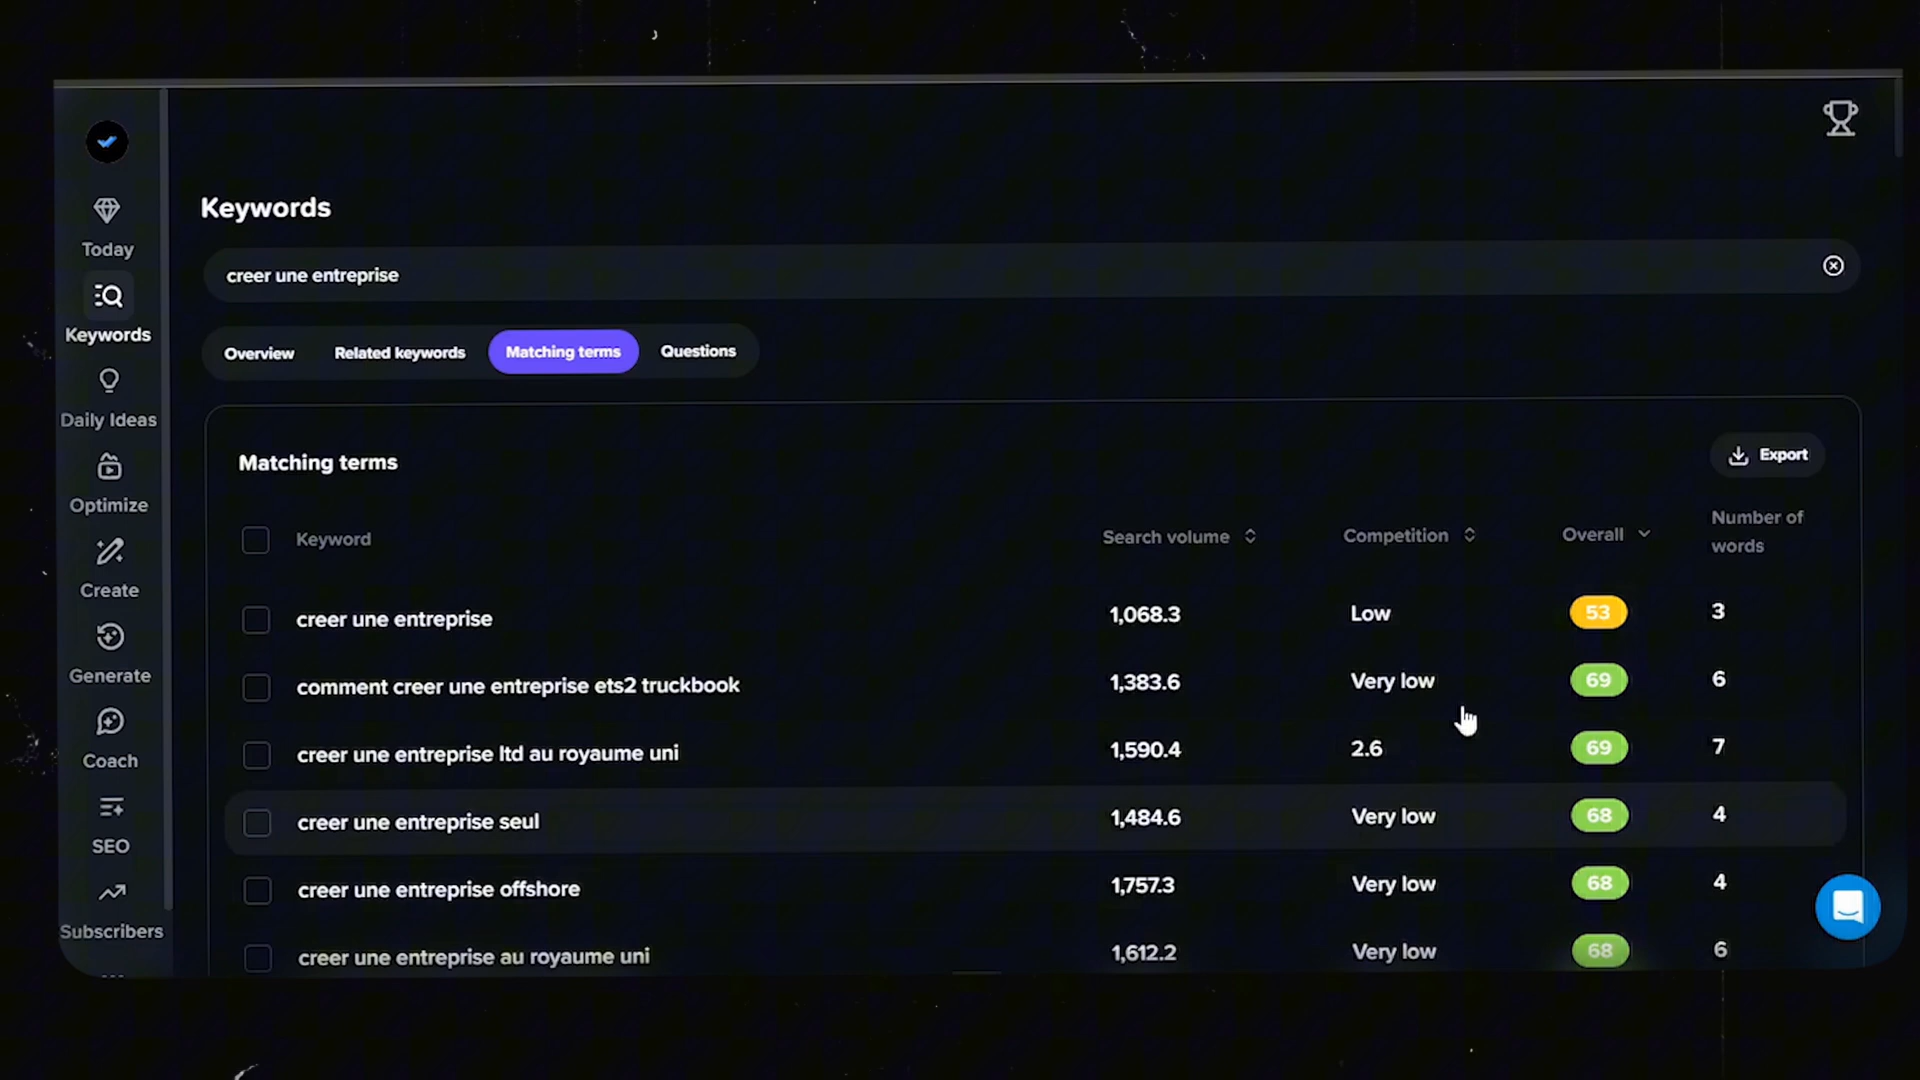 Keywords
creer une entreprise
Overview Related keywords Matching terms Questions
Matching terms
Export
Keyword Search volume Competition Overall Number of words
creer une entreprise 1,068.3 Low 53 3
comment creer une entreprise ets2 truckbook 1,383.6 Very low 69 6
creer une entreprise ltd au royaume uni 1,590.4 2.6 69 7
creer une entreprise seul 1,484.6 Very low 68 4
creer une entreprise offshore 1,757.3 Very low 68 4
creer une entreprise au royaume uni 1,612.2 Very low 68 6
Today
Keywords
Daily Ideas
Optimize
Create
Generate
Coach
SEO
Subscribers